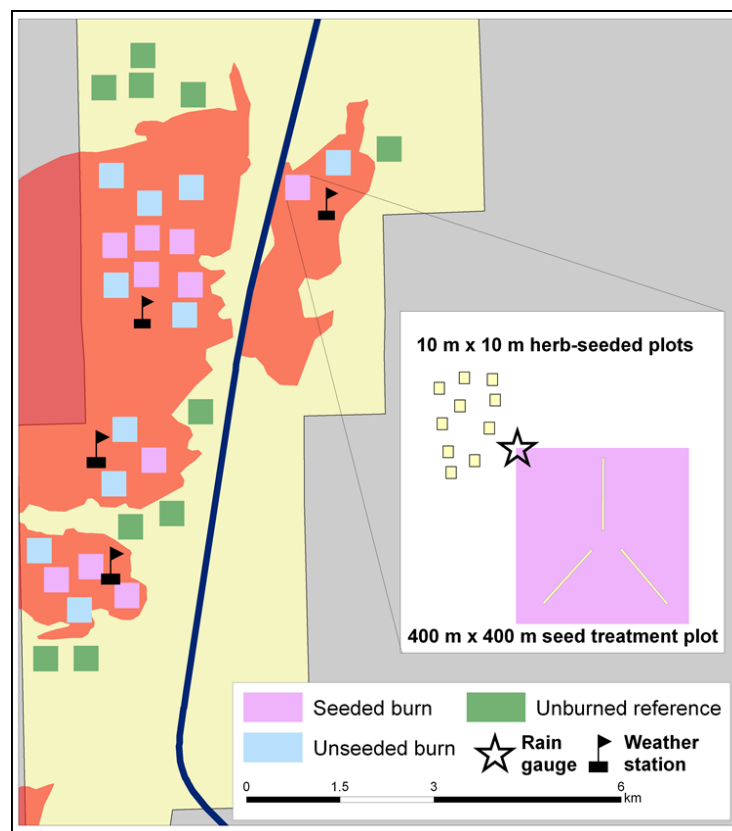 10 m x 10 m herb-seeded plots
400 m x 400 m seed treatment plot
Seeded burn
Unburned reference
Unseeded burn
Rain
gauge
Weather
station
0 1.5 3 6
km